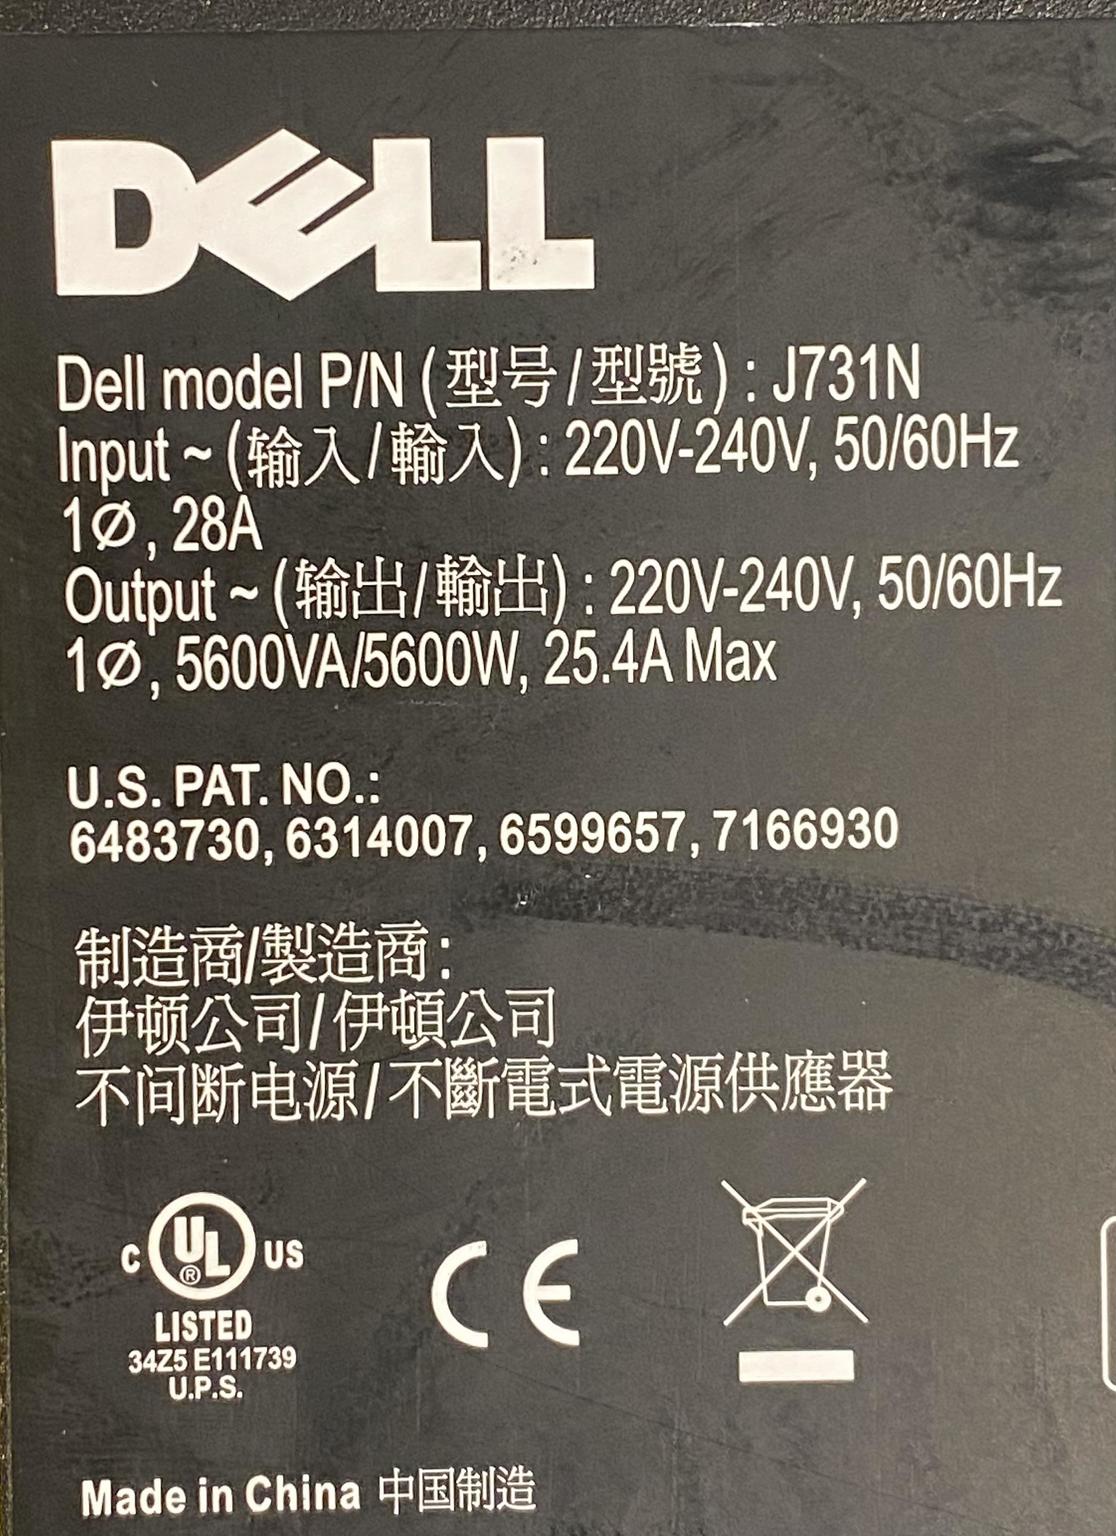 DELL
Dell model P/N (型号/型號) : J731N
Input ~ (输入/輸入) : 220V-240V, 50/60Hz
1Ø, 28A
Output ~ (输出/輸出) : 220V-240V, 50/60Hz
1Ø, 5600VA/5600W, 25.4A Max
U.S. PAT. NO.:
6483730, 6314007, 6599657, 7166930
制造商/製造商:
伊顿公司/伊頓公司
不间断电源/不斷電式電源供應器
C UL® US
CE
LISTED
34Z5 E111739
U.P.S.
Made in China 中国制造